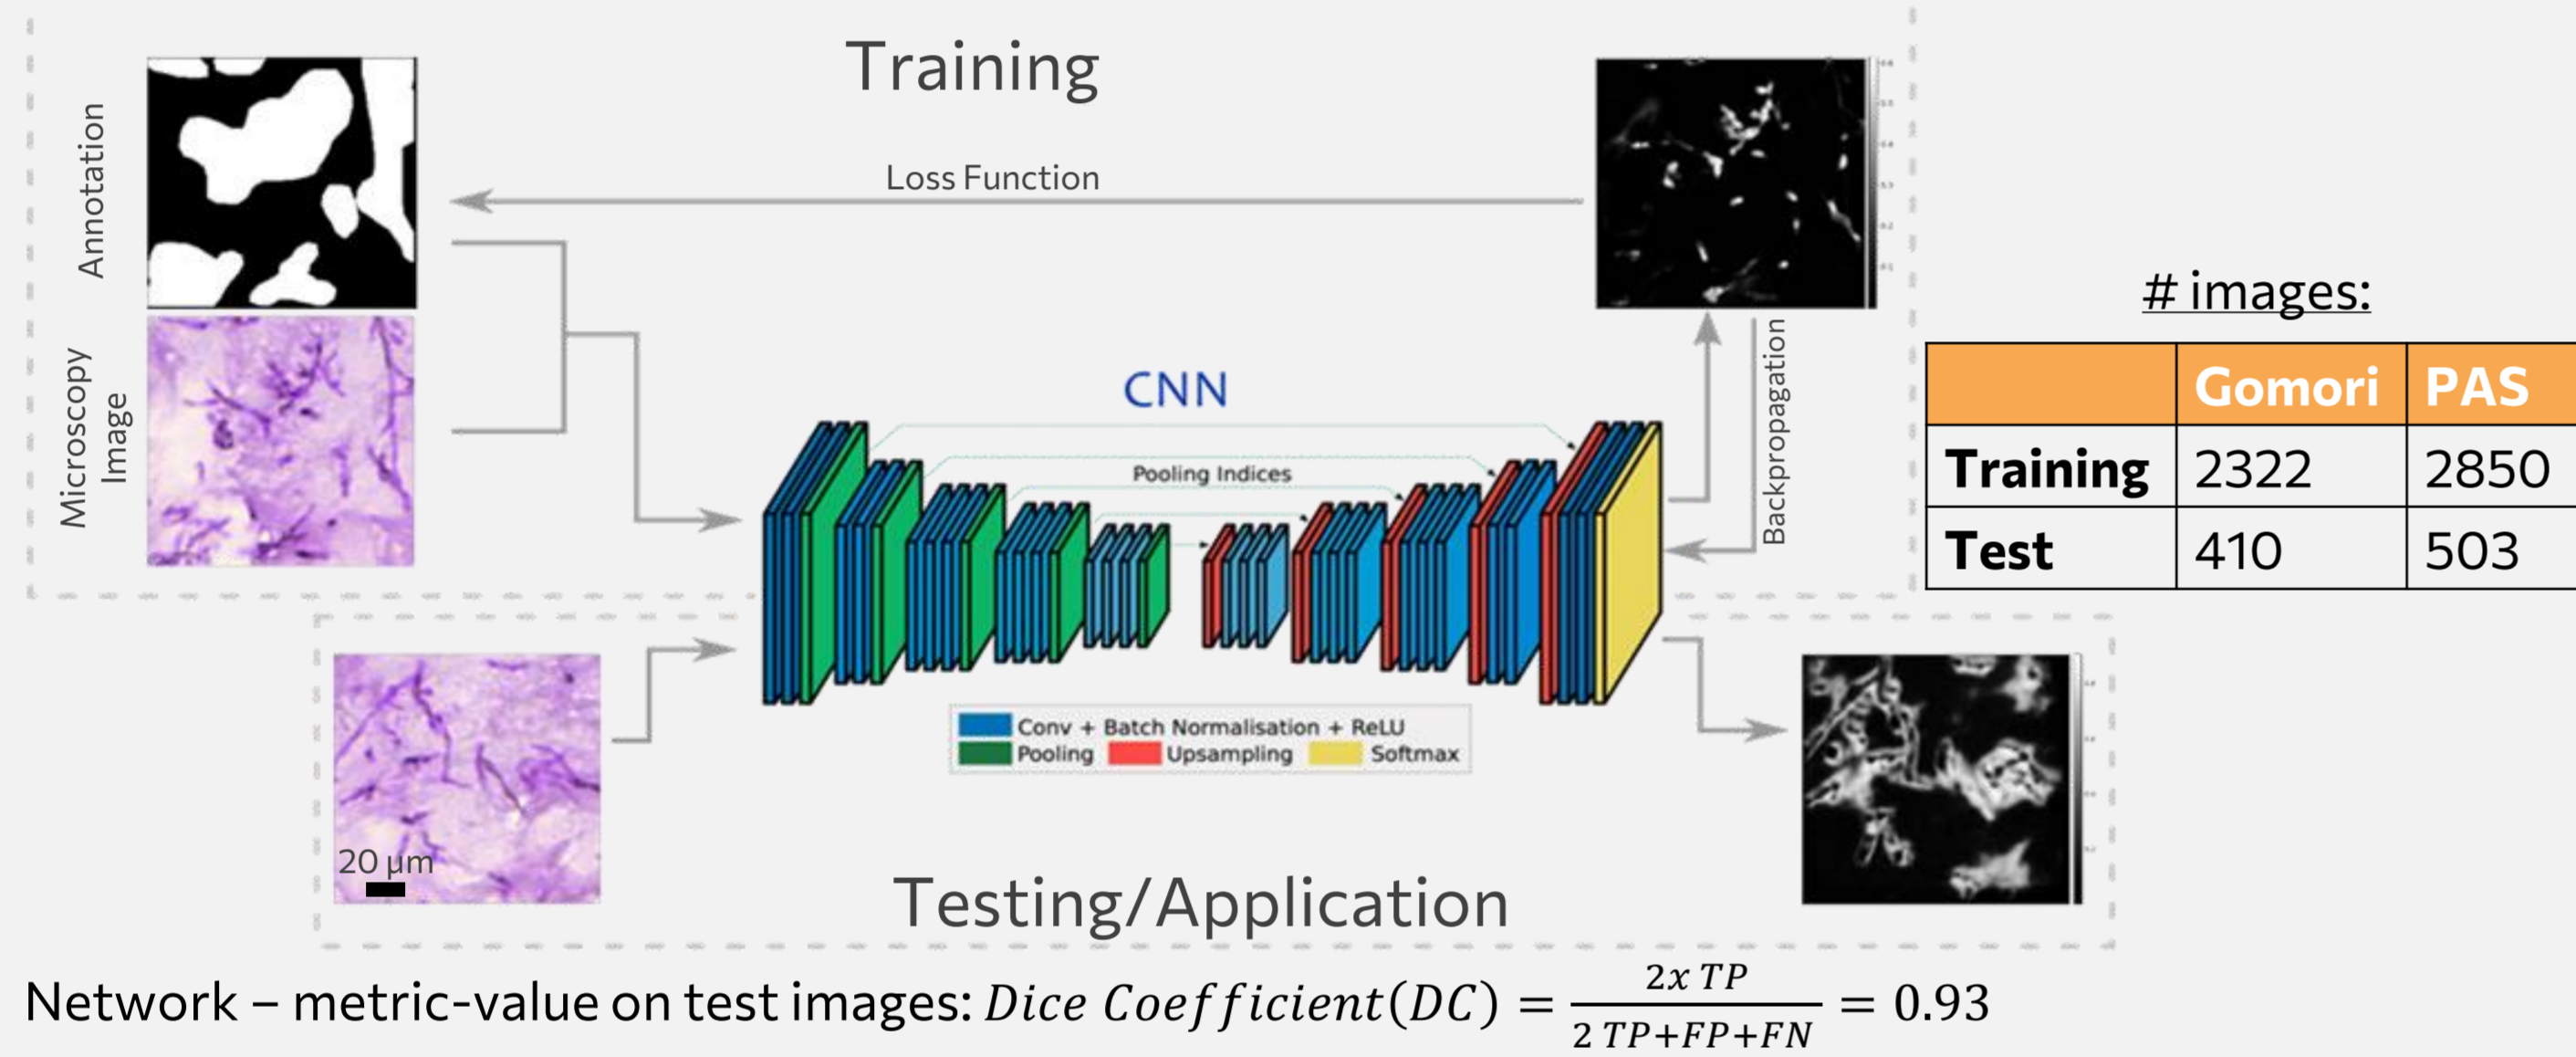 Training
Annotation
Loss Function
Microscopy
Image
CNN
Pooling Indices
Backpropagation
# images:
Gomori PAS
Training 2322 2850
Test 410 503
Conv + Batch Normalisation + ReLU
Pooling Upsampling Softmax
20 µm
Testing/Application
Network – metric-value on test images: Dice Coefficient(DC) = 2x TP / 2 TP+FP+FN = 0.93